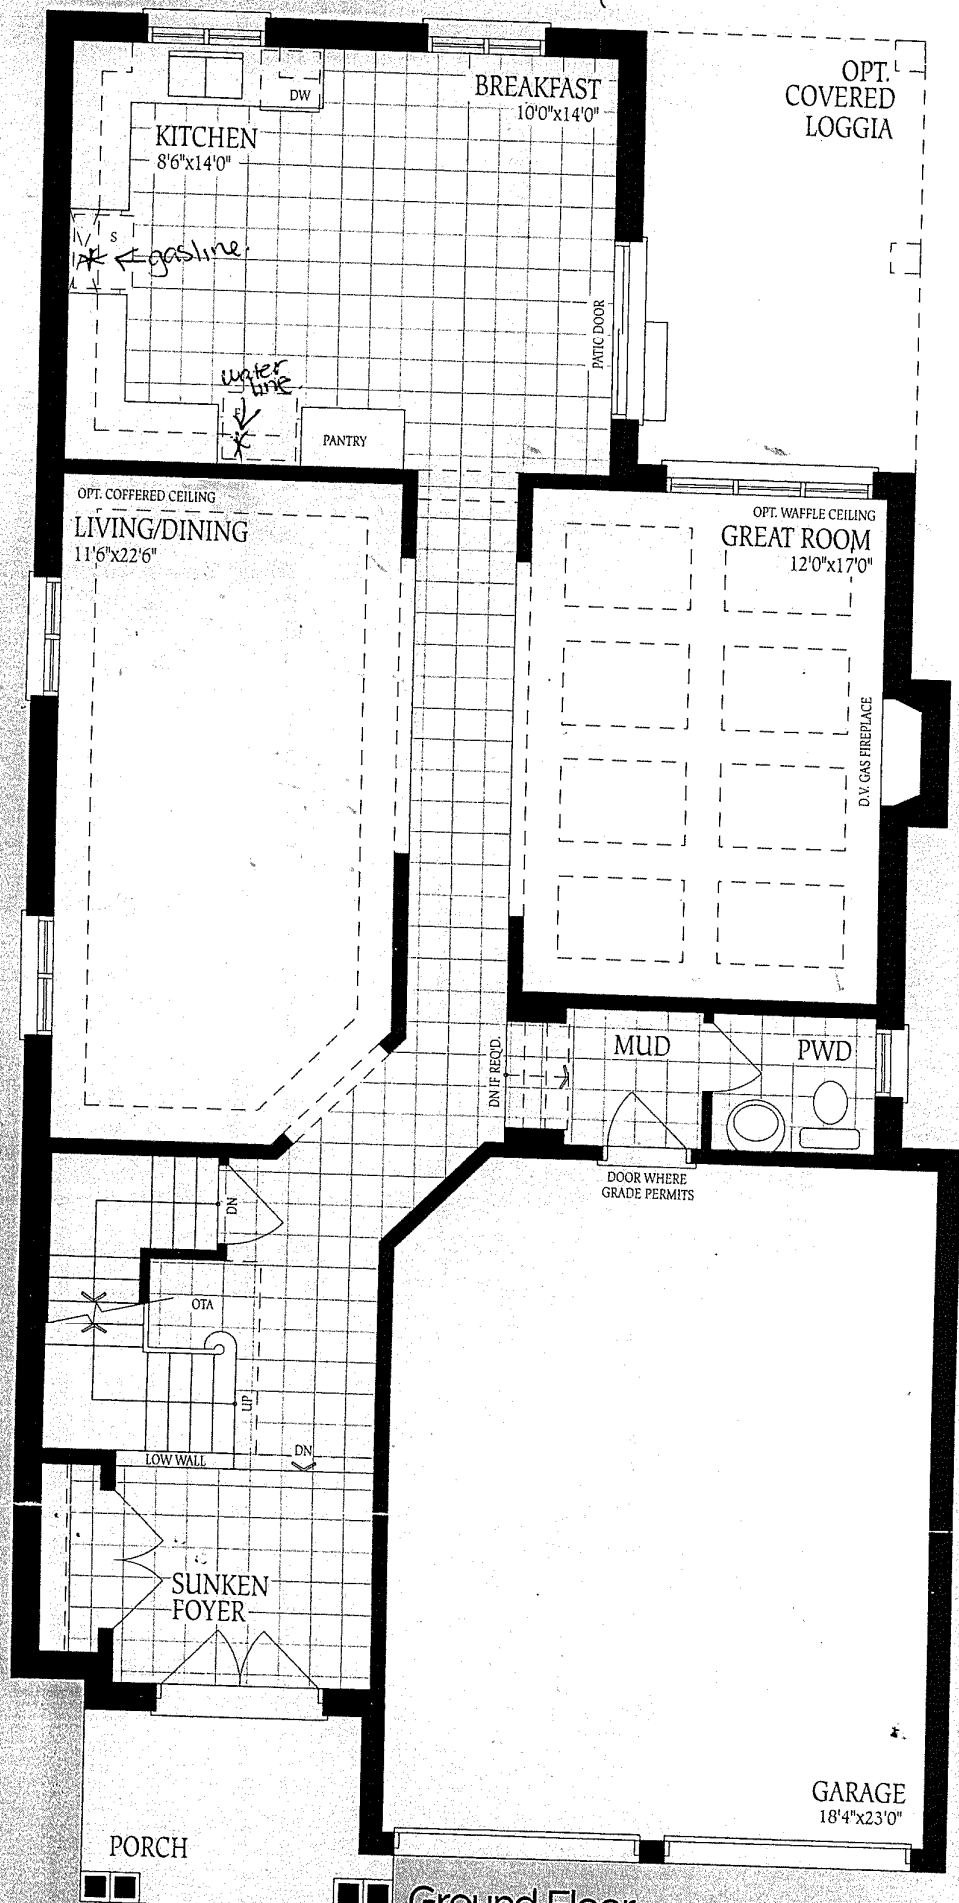 OPT.
COVERED
LOGGIA
BREAKFAST
10'0"x14'0"
DW
KITCHEN
8'6"x14'0"
S
←gasline.
PATIO DOOR
water
line
F
PANTRY
OPT. COFFERED CEILING
LIVING/DINING
11'6"x22'6"
OPT. WAFFLE CEILING
GREAT ROOM
12'0"x17'0"
D.V. GAS FIREPLACE
DN IF REQ'D.
MUD
PWD
DOOR WHERE
GRADE PERMITS
DN
OTA
UP
LOW WALL
DN
SUNKEN
FOYER
GARAGE
18'4"x23'0"
PORCH
Ground Floor